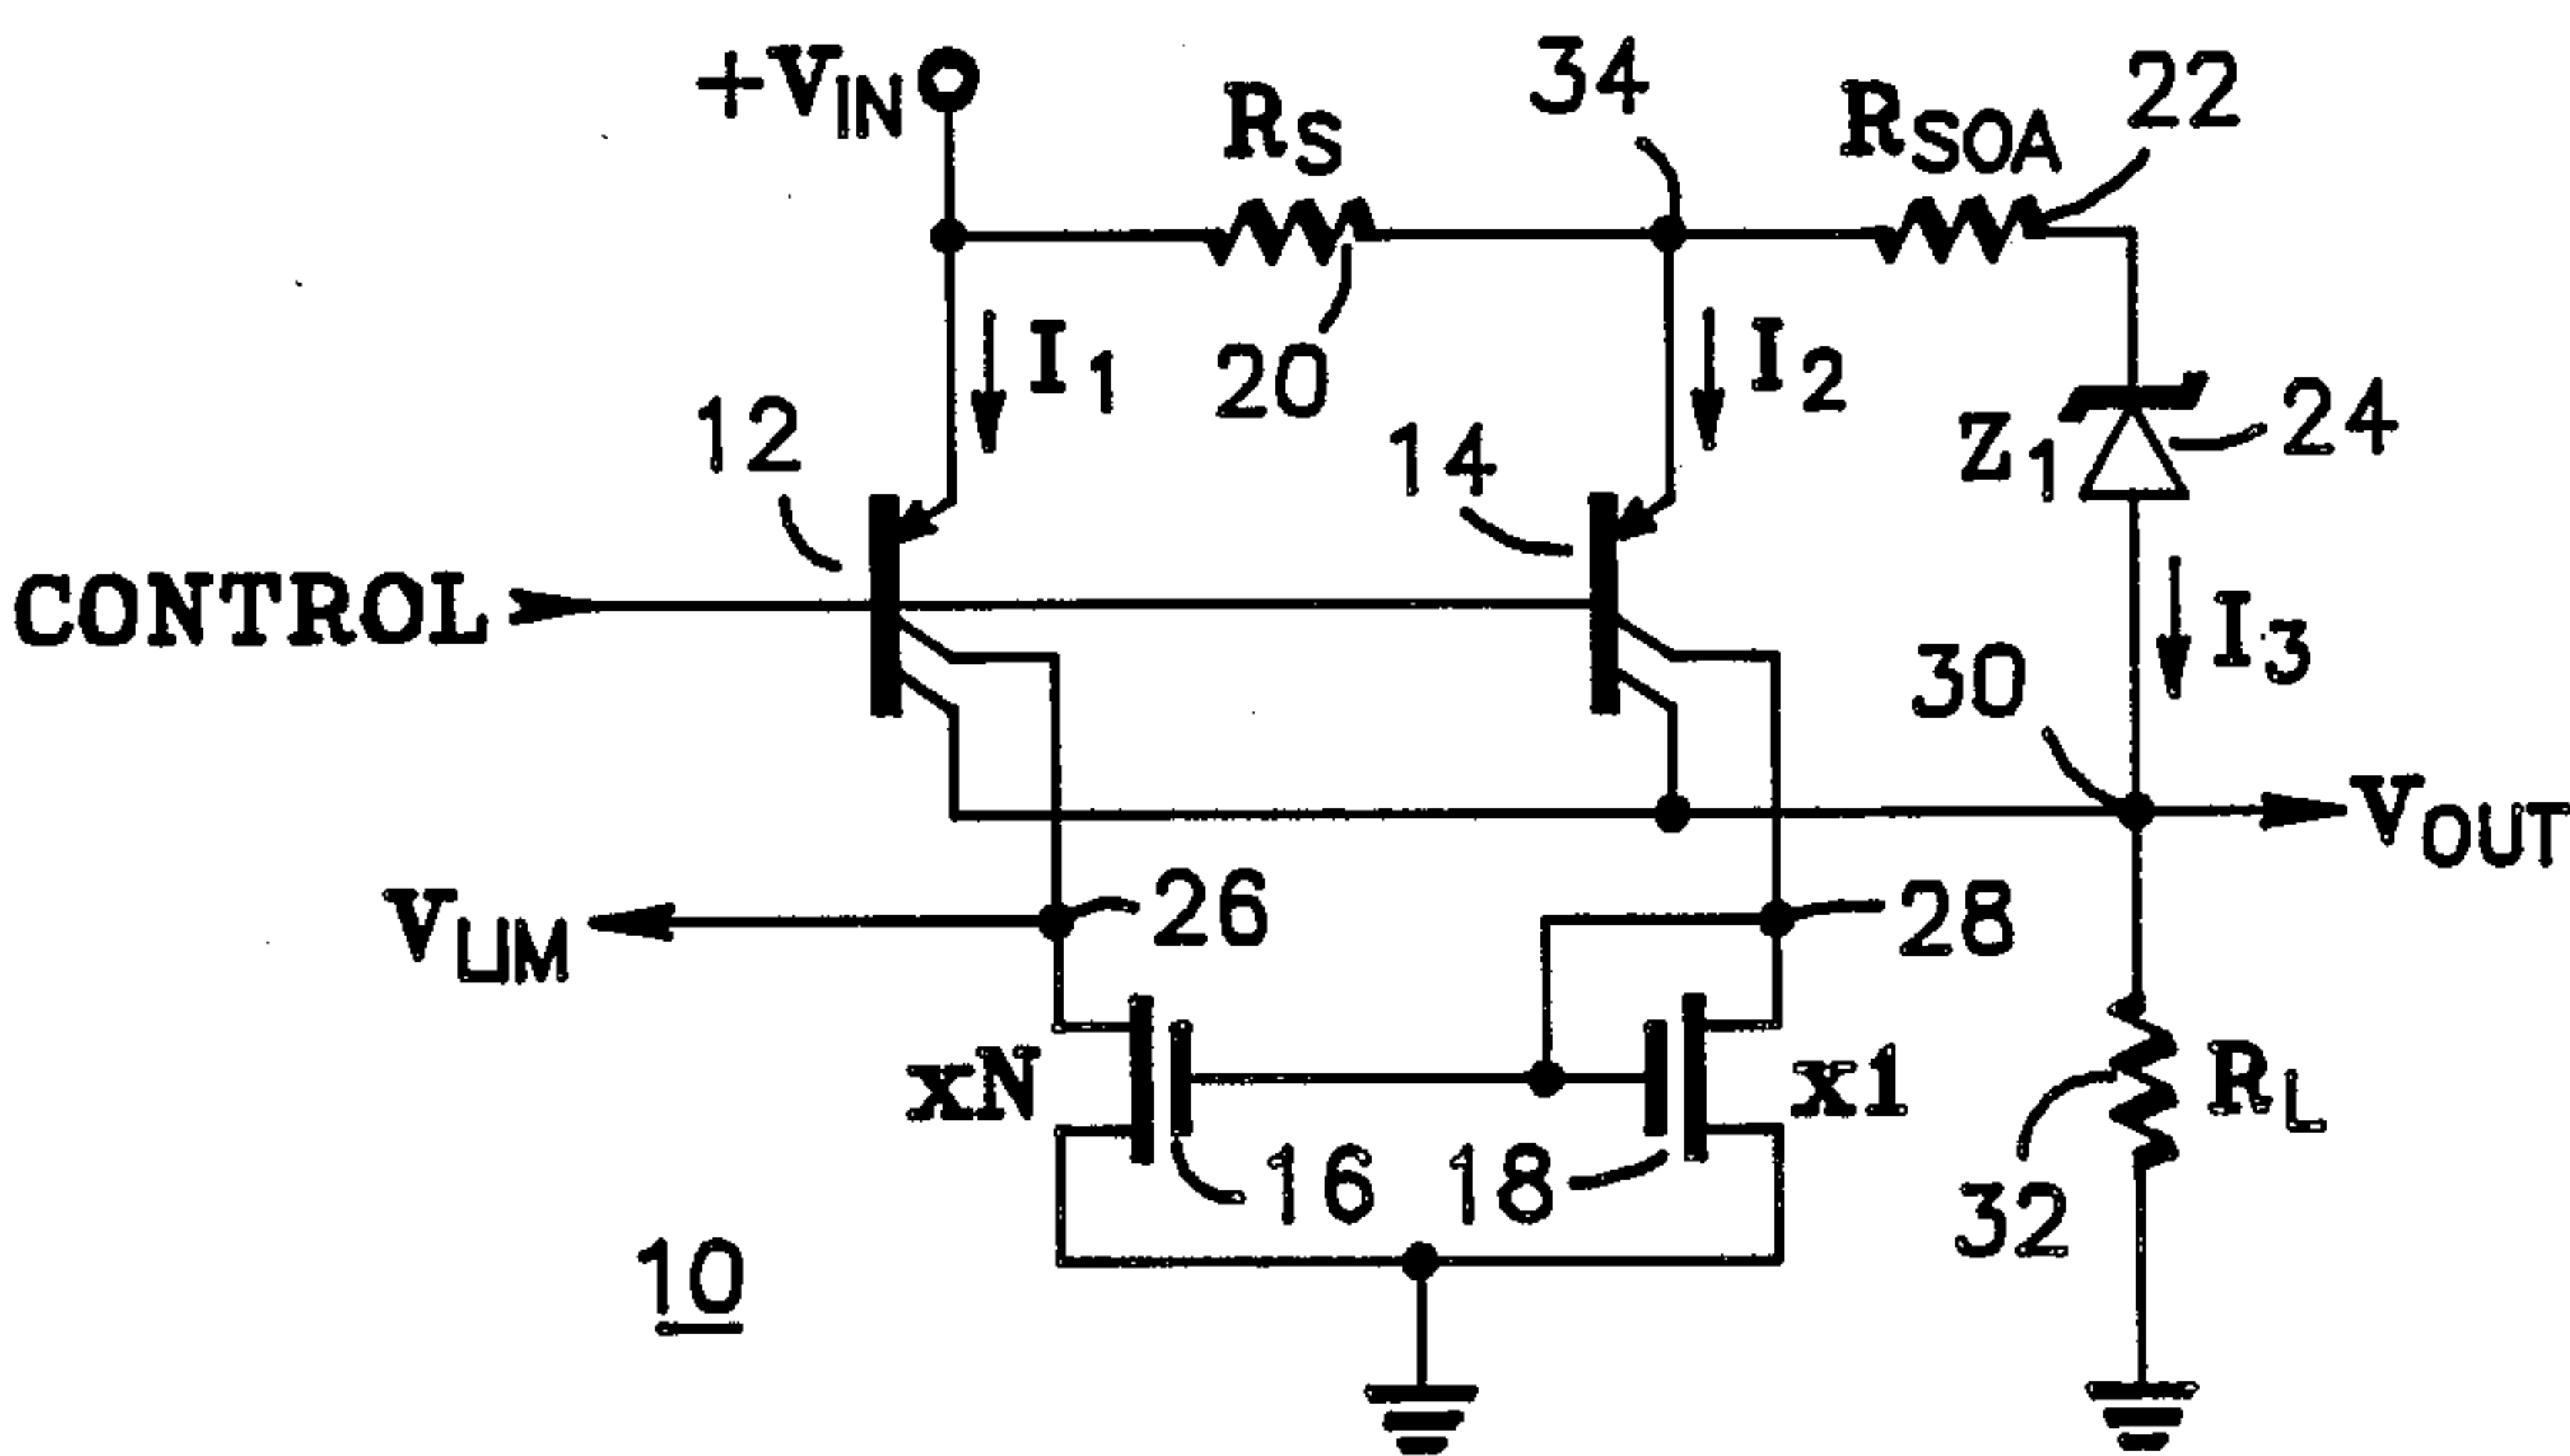 +VIN
RS
34
RSOA
22
I1
20
I2
12
14
Z1
24
CONTROL
I3
30
VOUT
VLIM
26
28
xN
x1
RL
16
18
32
10